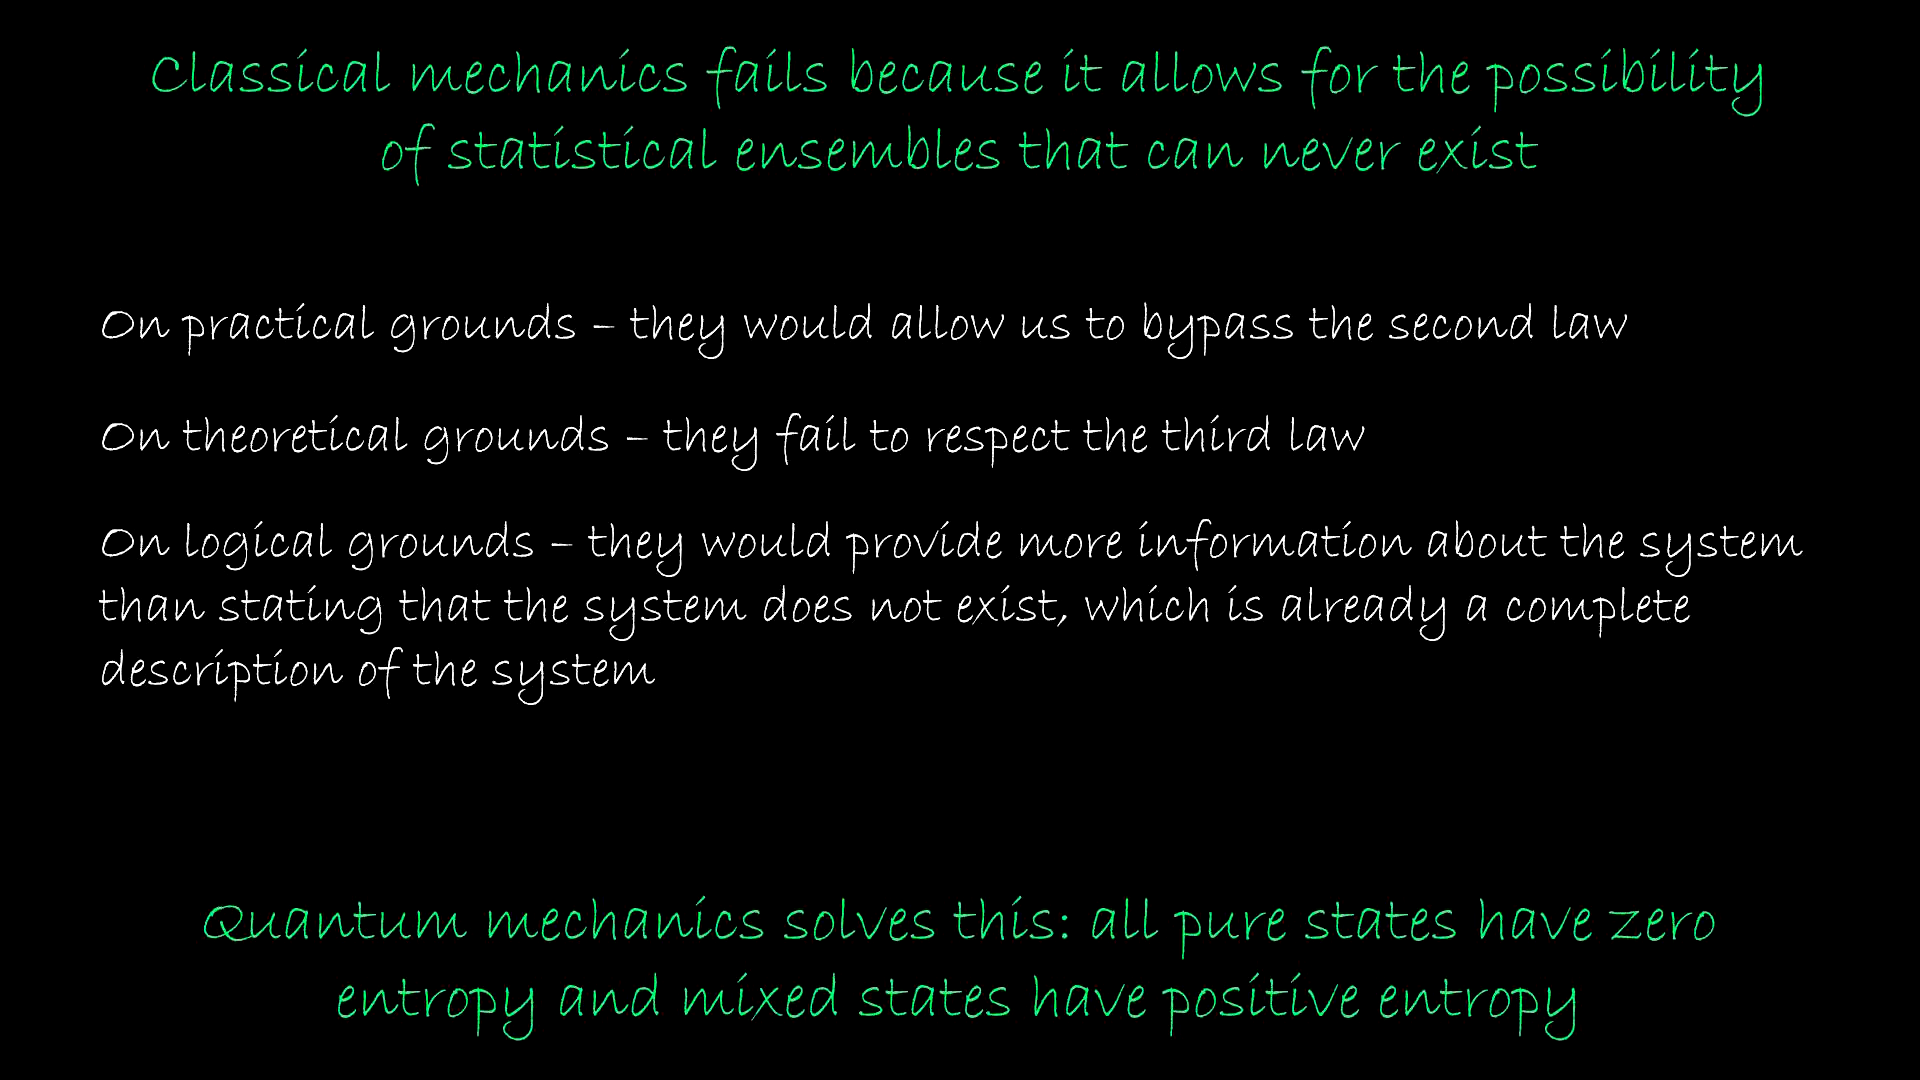 Classical mechanics fails because it allows for the possibility
of statistical ensembles that can never exist
On practical grounds – they would allow us to bypass the second law
On theoretical grounds – they fail to respect the third law
On logical grounds – they would provide more information about the system
than stating that the system does not exist, which is already a complete
description of the system
Quantum mechanics solves this: all pure states have zero
entropy and mixed states have positive entropy